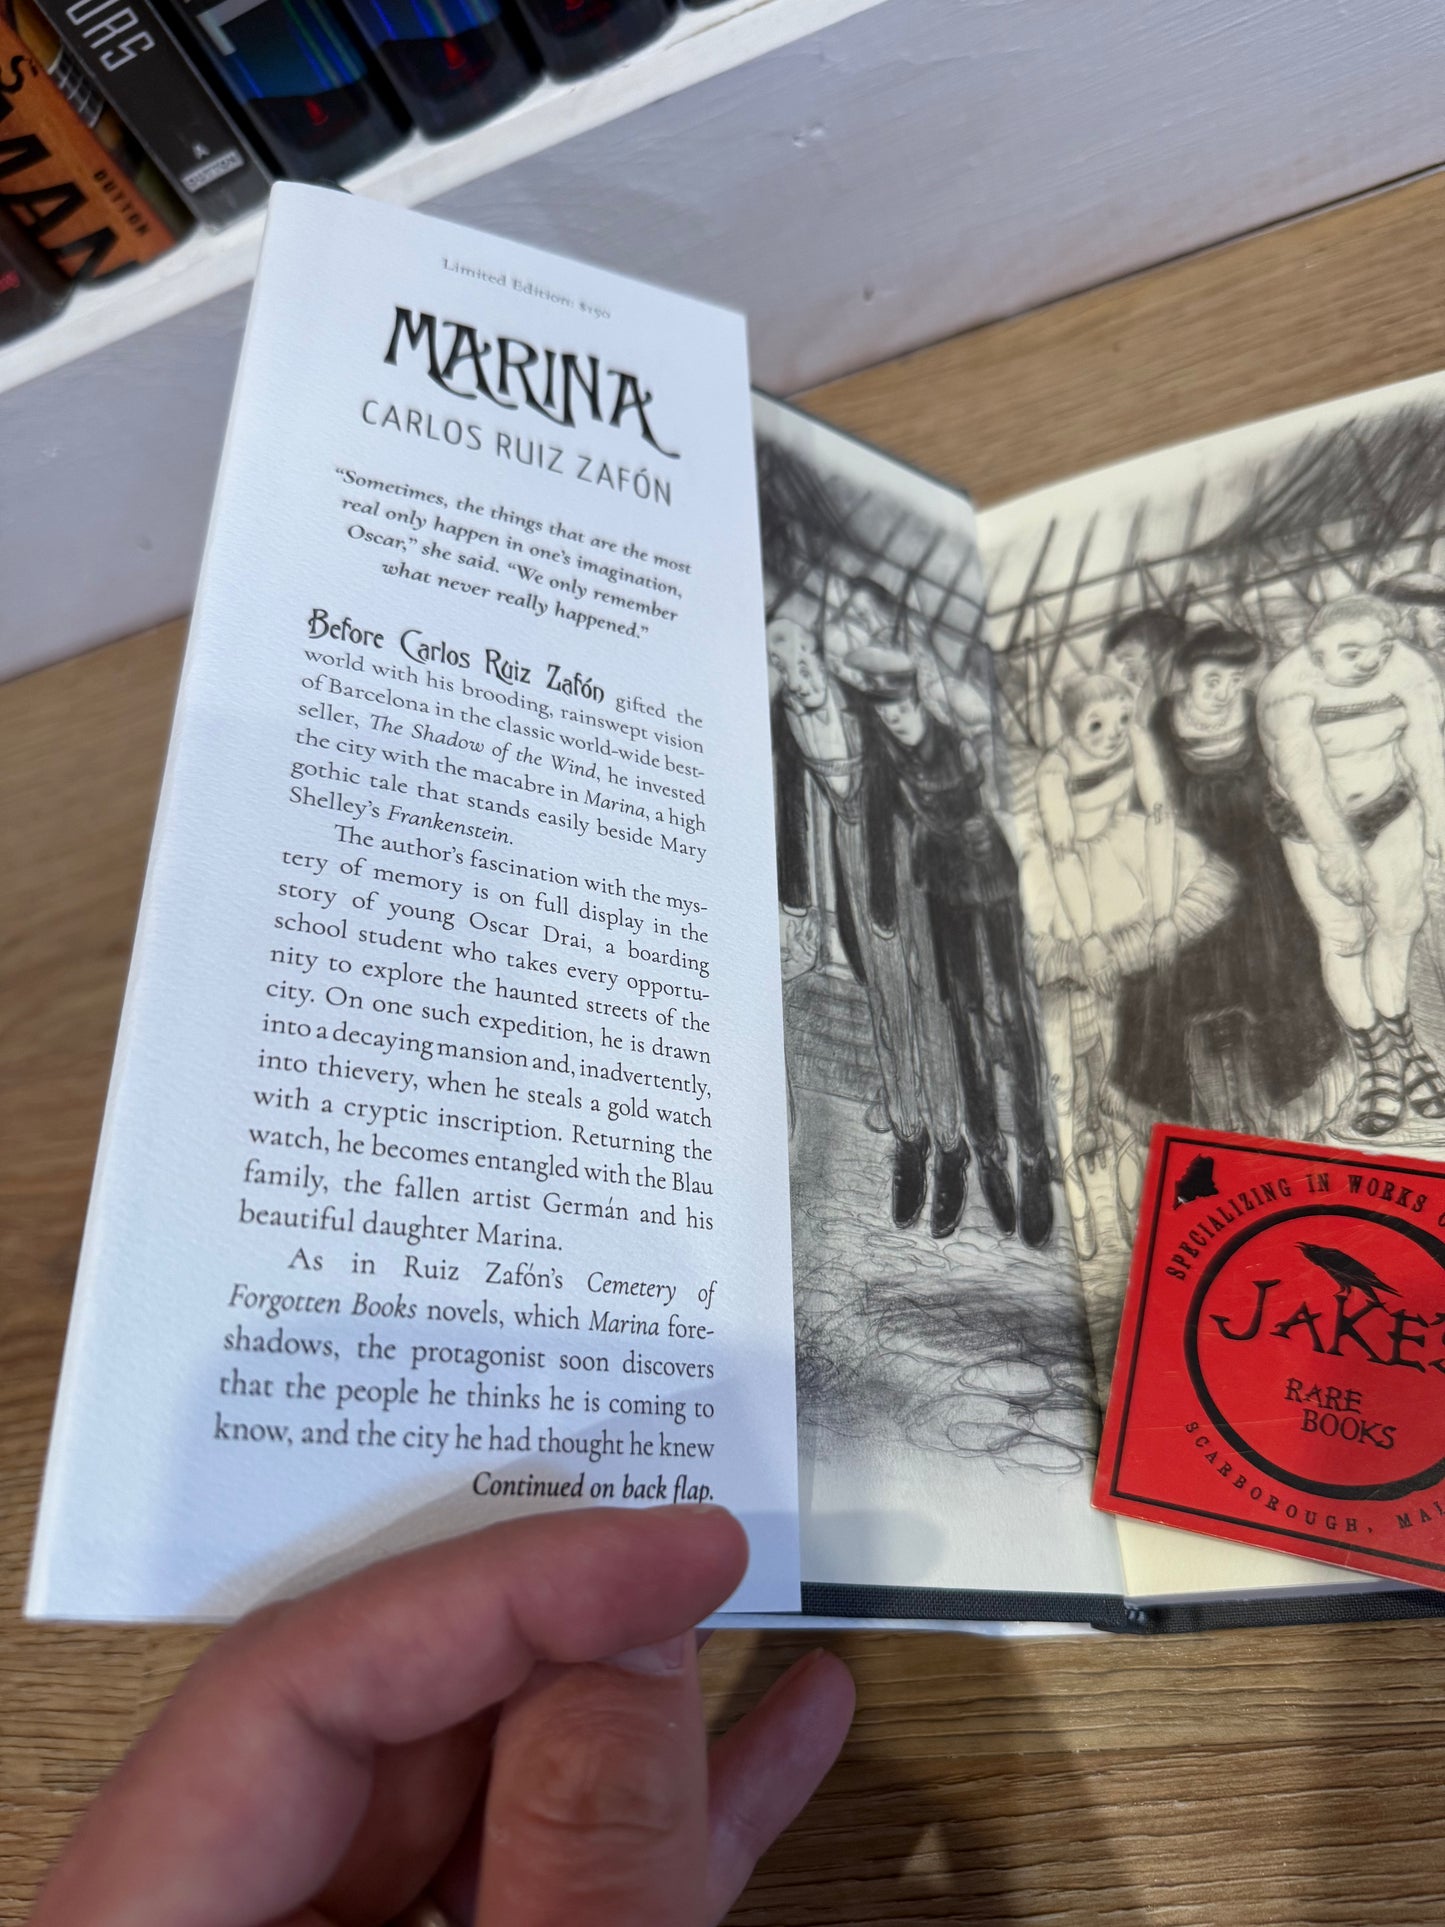 URS
DUTTON
MAN
Limited Edition: $150
MARINA
CARLOS RUIZ ZAFÓN
“Sometimes, the things that are the most
real only happen in one’s imagination,
Oscar,” she said. “We only remember
what never really happened.”
Before Carlos Ruiz Zafón gifted the
world with his brooding, rainswept vision
of Barcelona in the classic world-wide best-
seller, The Shadow of the Wind, he invested
the city with the macabre in Marina, a high
gothic tale that stands easily beside Mary
Shelley’s Frankenstein.
The author’s fascination with the mys-
tery of memory is on full display in the
story of young Oscar Drai, a boarding
school student who takes every opportu-
nity to explore the haunted streets of the
city. On one such expedition, he is drawn
into a decaying mansion and, inadvertently,
into thievery, when he steals a gold watch
with a cryptic inscription. Returning the
watch, he becomes entangled with the Blau
family, the fallen artist Germán and his
beautiful daughter Marina.
As in Ruiz Zafón’s Cemetery of
Forgotten Books novels, which Marina fore-
shadows, the protagonist soon discovers
that the people he thinks he is coming to
know, and the city he had thought he knew
Continued on back flap.
SPECIALIZING IN WORKS
JAKE'S
RARE
BOOKS
SCARBOROUGH, MAI